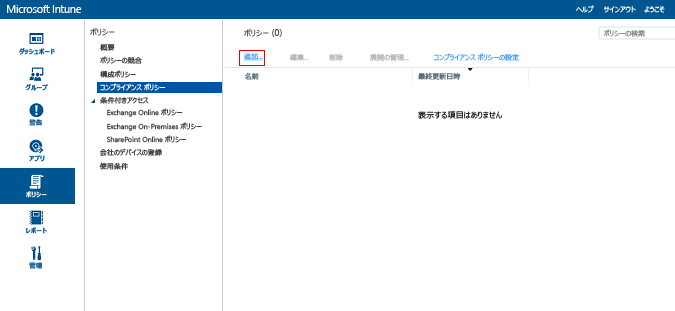 Microsoft Intune
ヘルプ サインアウト ようこそ
ダッシュボード
グループ
警告
アプリ
ポリシー
レポート
管理
ポリシー
概要
ポリシーの競合
構成ポリシー
コンプライアンス ポリシー
条件付きアクセス
Exchange Online ポリシー
Exchange On-Premises ポリシー
SharePoint Online ポリシー
会社のデバイスの登録
使用条件
ポリシー (0)
ポリシーの検索
追加... 編集... 削除 展開の管理... コンプライアンス ポリシーの設定
名前 最終更新日時
表示する項目はありません